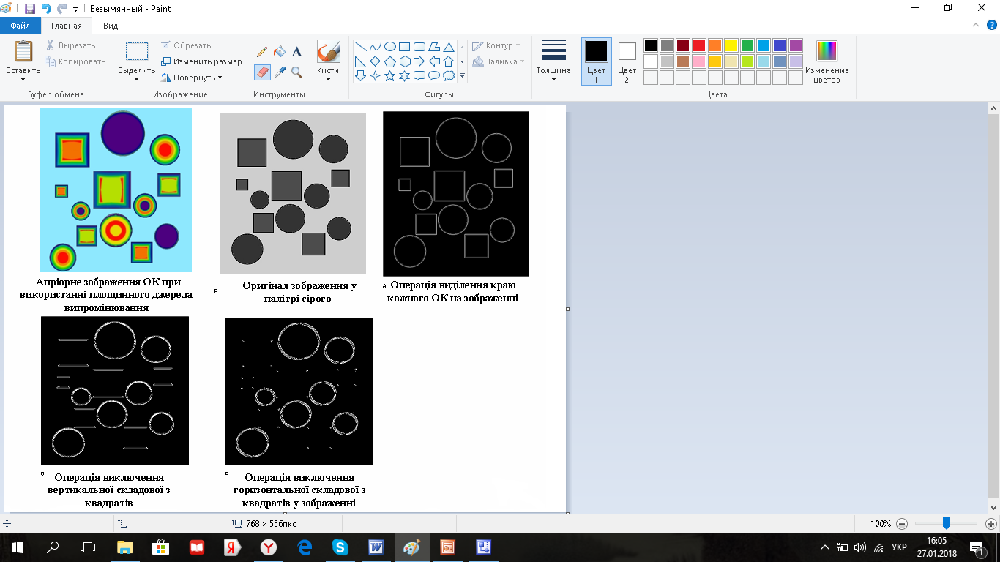 Безымянный - Paint
Файл
Главная
Вид
Вставить
Вырезать
Копировать
Буфер обмена
Выделить
Обрезать
Изменить размер
Повернуть
Изображение
A
Инструменты
Кисти
Контур
Заливка
Фигуры
Толщина
Цвет
1
Цвет
2
Изменение
цветов
Цвета
Апріорне зображення ОК при
використанні площинного джерела
випромінювання
Оригінал зображення у
палітрі сірого
Операція виділення краю
кожного ОК на зображенні
Операція виключення
вертикальної складової з
квадратів
Операція виключення
горизонтальної складової з
квадратів у зображенні
768 × 556пкс
100%
УКР
16:05
27.01.2018
1